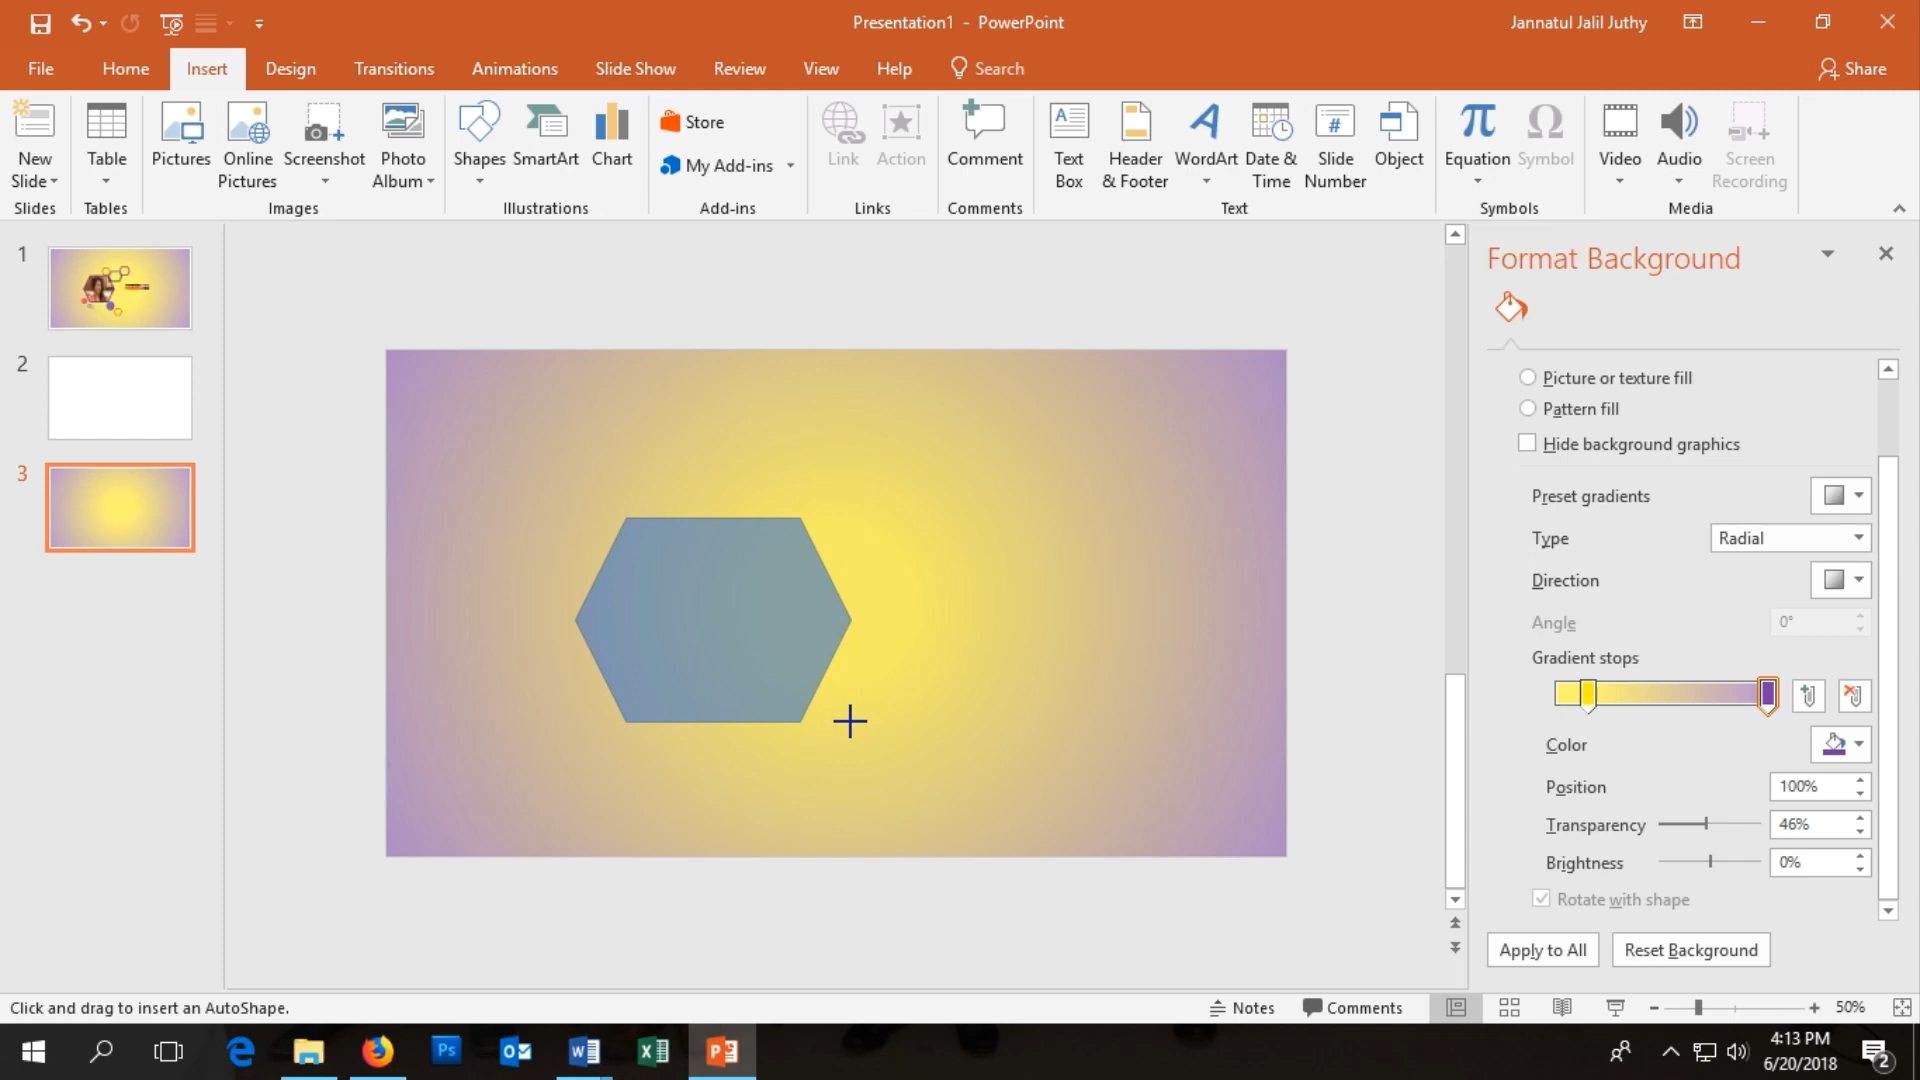 Presentation1 - PowerPoint
Jannatul Jalil Juthy
File Home Insert Design Transitions Animations Slide Show Review View Help Search Share
New Slide
Table
Pictures
Online Pictures
Screenshot
Photo Album
Shapes
SmartArt
Chart
Store
My Add-ins
Link
Action
Comment
Text Box
Header & Footer
WordArt
Date & Time
Slide Number
Object
Equation
Symbol
Video
Audio
Screen Recording
Slides Tables Images Illustrations Add-ins Links Comments Text Symbols Media
1
2
3
Format Background
Picture or texture fill
Pattern fill
Hide background graphics
Preset gradients
Type Radial
Direction
Angle 0°
Gradient stops
Color
Position 100%
Transparency 46%
Brightness 0%
Rotate with shape
Apply to All Reset Background
Click and drag to insert an AutoShape.
Notes Comments 50%
4:13 PM
6/20/2018
2